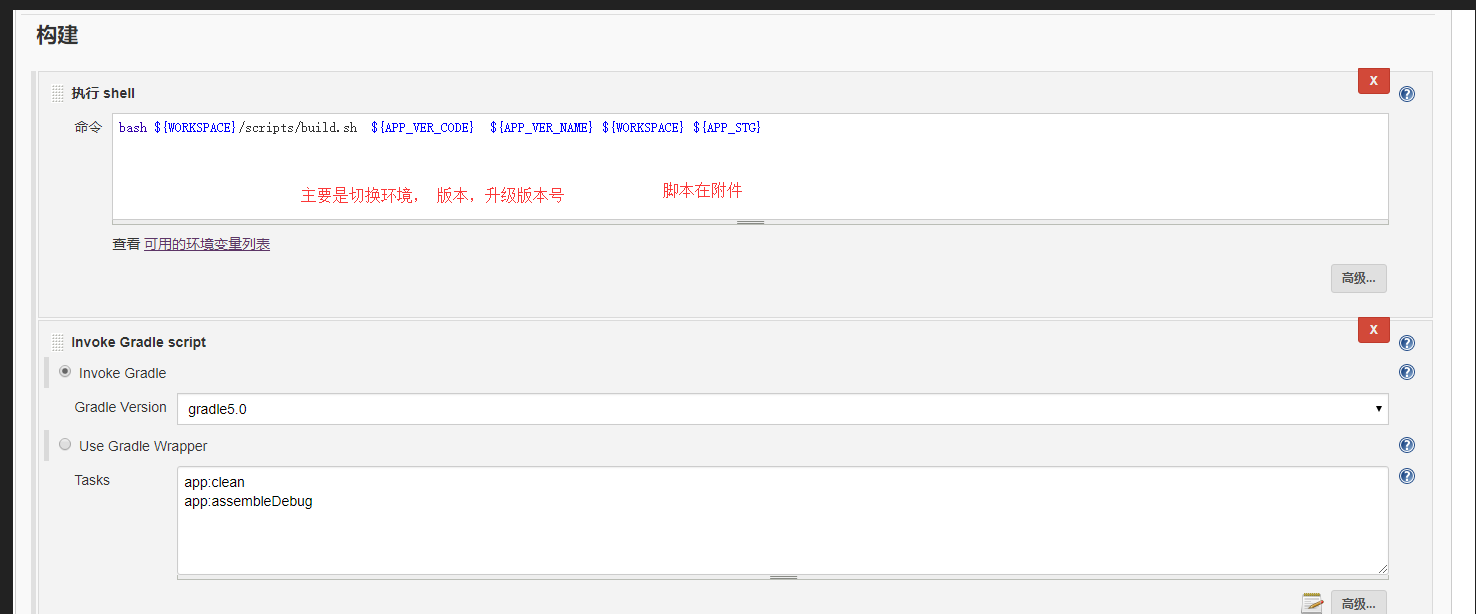 构建
执行 shell
X
命令
bash ${WORKSPACE}/scripts/build.sh  ${APP_VER_CODE}  ${APP_VER_NAME} ${WORKSPACE} ${APP_STG}
主要是切换环境， 版本，升级版本号
脚本在附件
查看 可用的环境变量列表
高级...
Invoke Gradle script
X
Invoke Gradle
Gradle Version
gradle5.0
Use Gradle Wrapper
Tasks
app:clean
app:assembleDebug
高级...